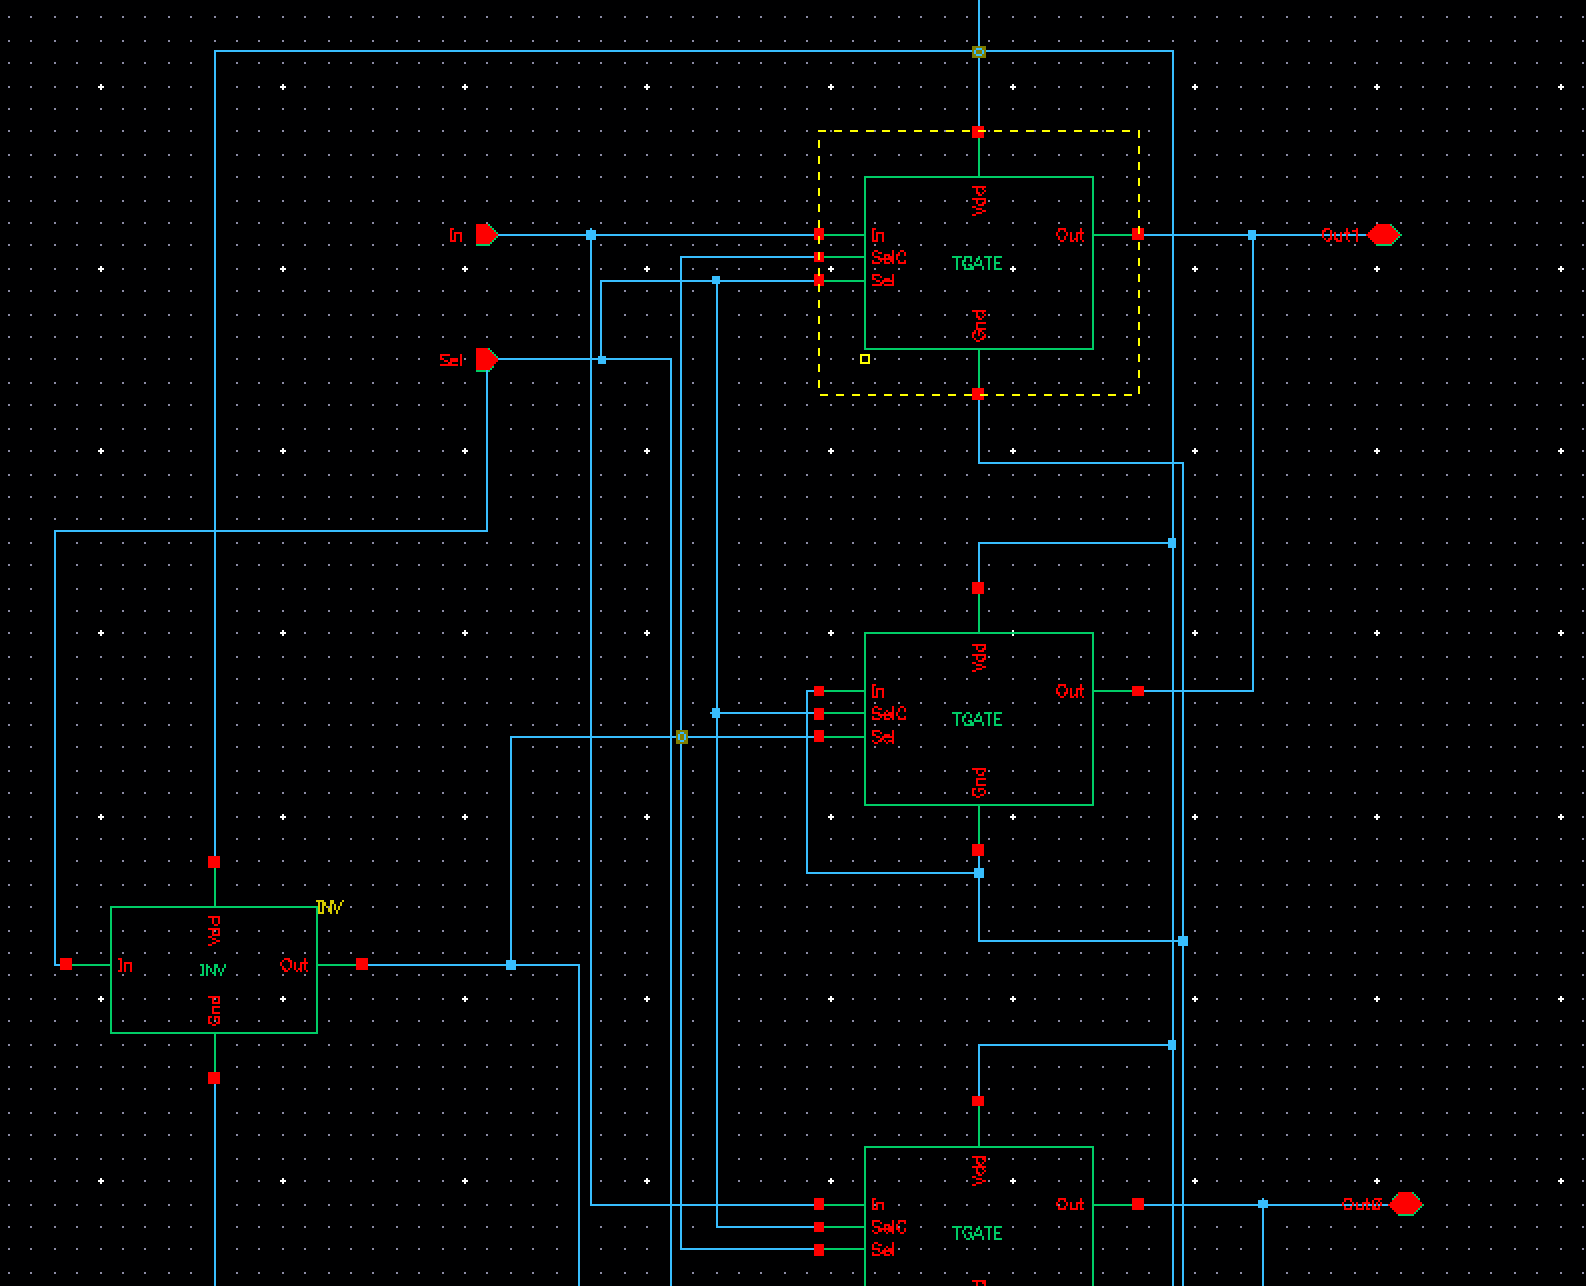 Vdd
In
Out
Out1
SelC
TGATE
Sel
Gnd
Sel
Vdd
In
Out
SelC
TGATE
Sel
Gnd
INV
Vdd
In
INV
Out
Gnd
Vdd
In
Out
Out0
SelC
TGATE
Sel
In